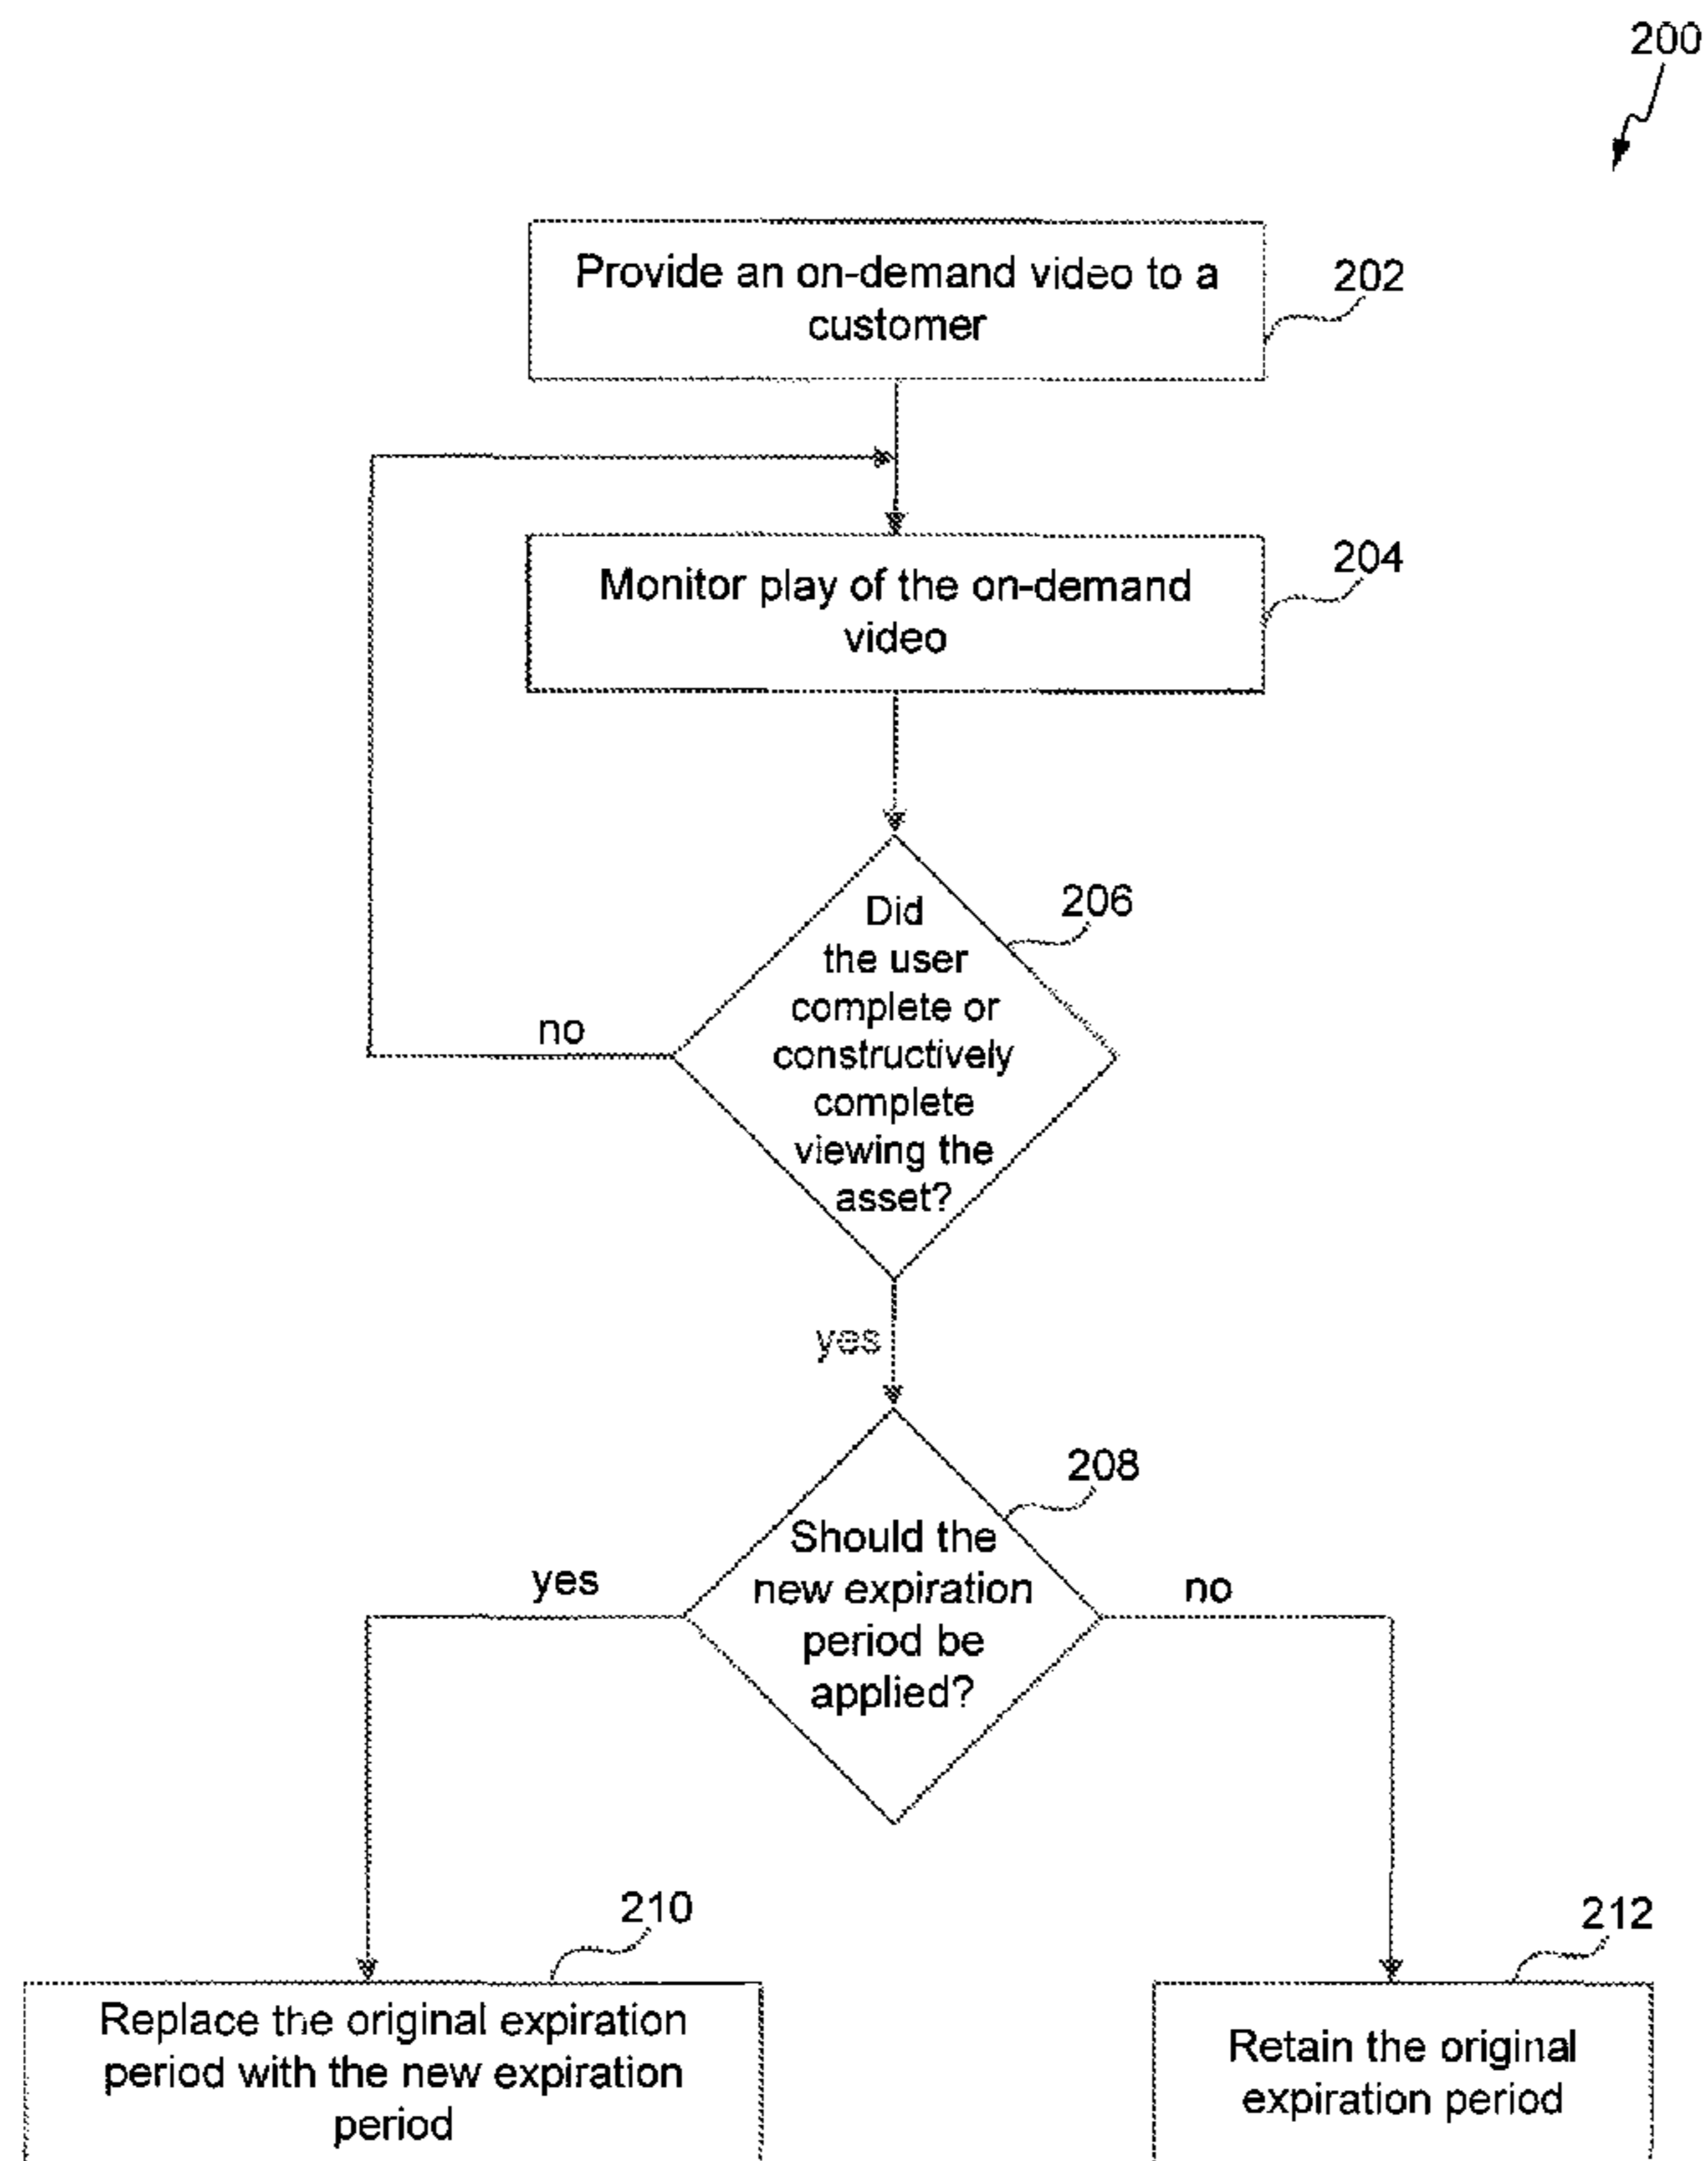 200
Provide an on-demand video to a
customer
202
Monitor play of the on-demand
video
204
Did
the user
complete or
constructively
complete
viewing the
asset?
206
no
yes
Should the
new expiration
period be
applied?
208
yes
no
210
Replace the original expiration
period with the new expiration
period
212
Retain the original
expiration period